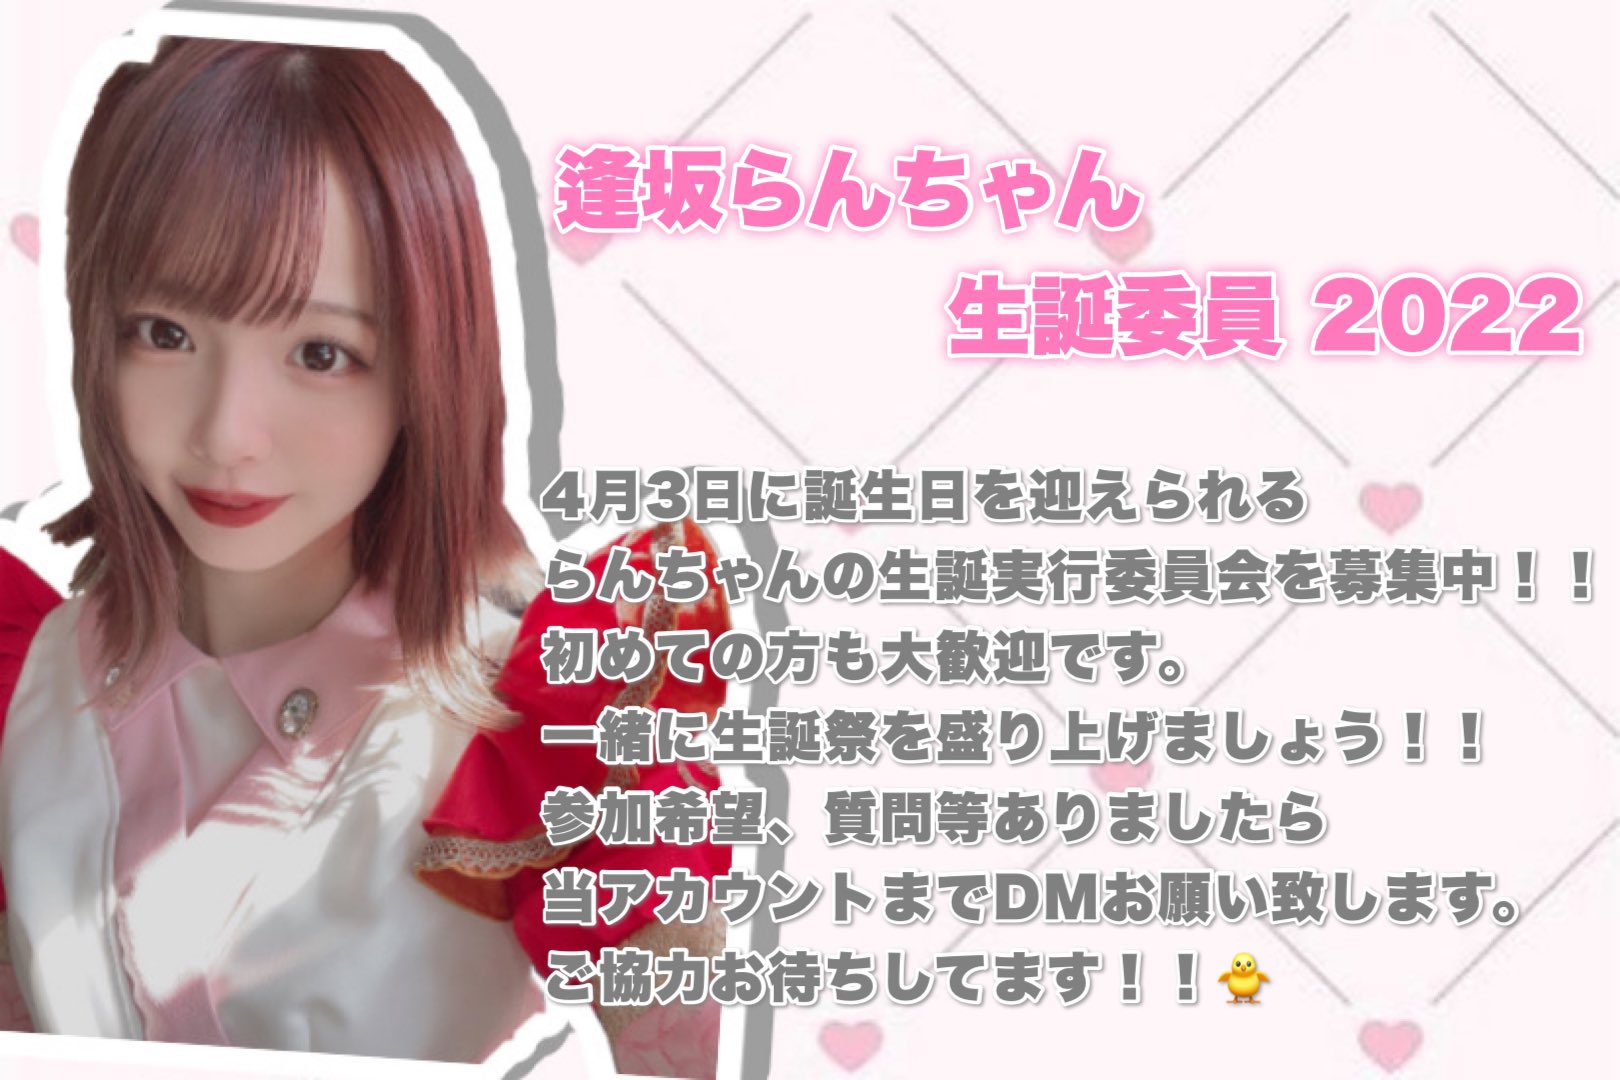 逢坂らんちゃん
生誕委員 2022
4月3日に誕生日を迎えられる
らんちゃんの生誕実行委員会を募集中！！
初めての方も大歓迎です。
一緒に生誕祭を盛り上げましょう！！
参加希望、質問等ありましたら
当アカウントまでDMお願い致します。
ご協力お待ちしてます！！🐥